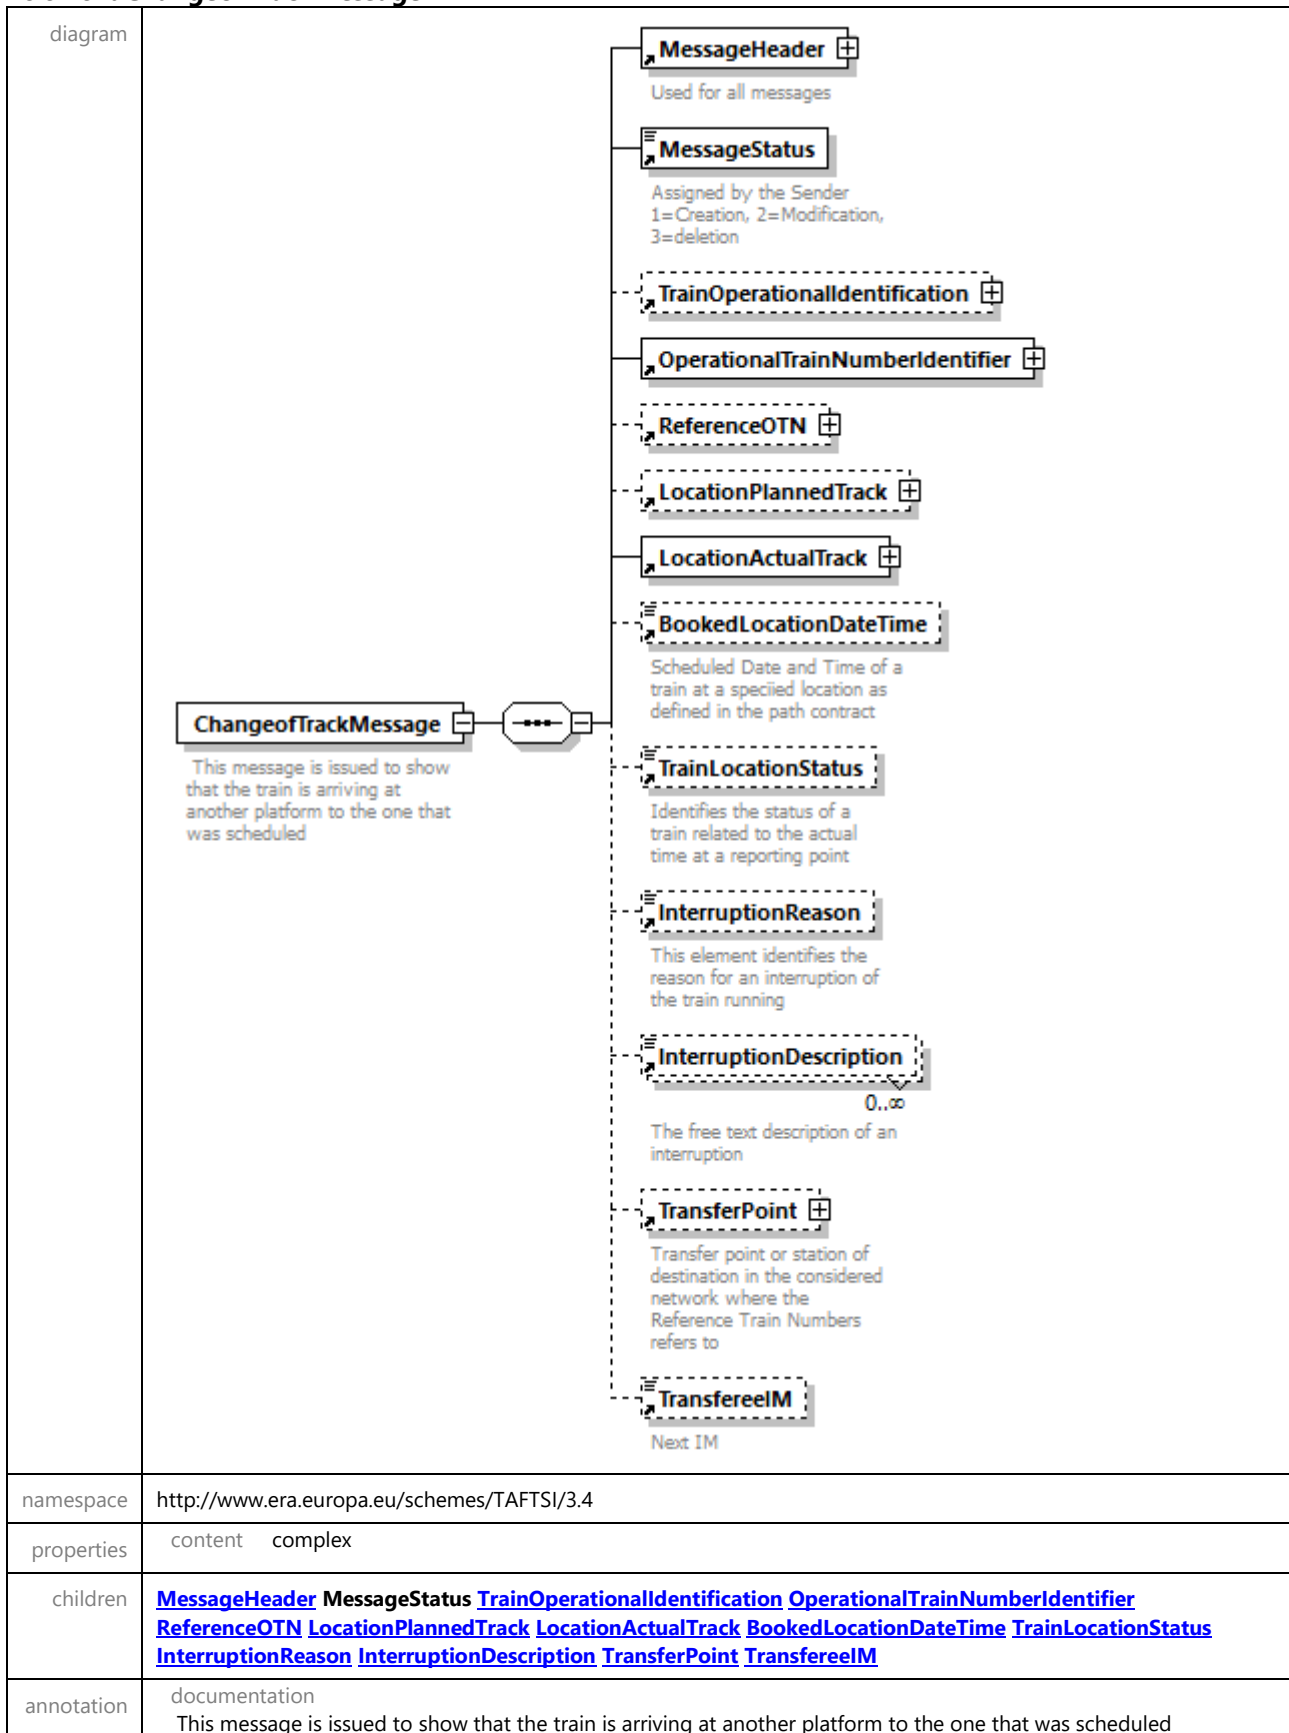 diagram
MessageHeader
Used for all messages
MessageStatus
Assigned by the Sender
1=Creation, 2=Modification,
3=deletion
TrainOperationalIdentification
OperationalTrainNumberIdentifier
ReferenceOTN
LocationPlannedTrack
LocationActualTrack
BookedLocationDateTime
Scheduled Date and Time of a
train at a speciied location as
defined in the path contract
ChangeofTrackMessage
This message is issued to show
that the train is arriving at
another platform to the one that
was scheduled
TrainLocationStatus
Identifies the status of a
train related to the actual
time at a reporting point
InterruptionReason
This element identifies the
reason for an interruption of
the train running
InterruptionDescription
0..∞
The free text description of an
interruption
TransferPoint
Transfer point or station of
destination in the considered
network where the
Reference Train Numbers
refers to
TransfereeIM
Next IM
namespace http://www.era.europa.eu/schemes/TAFTSI/3.4
properties content complex
children MessageHeader MessageStatus TrainOperationalIdentification OperationalTrainNumberIdentifier
ReferenceOTN LocationPlannedTrack LocationActualTrack BookedLocationDateTime TrainLocationStatus
InterruptionReason InterruptionDescription TransferPoint TransfereeIM
annotation documentation
This message is issued to show that the train is arriving at another platform to the one that was scheduled